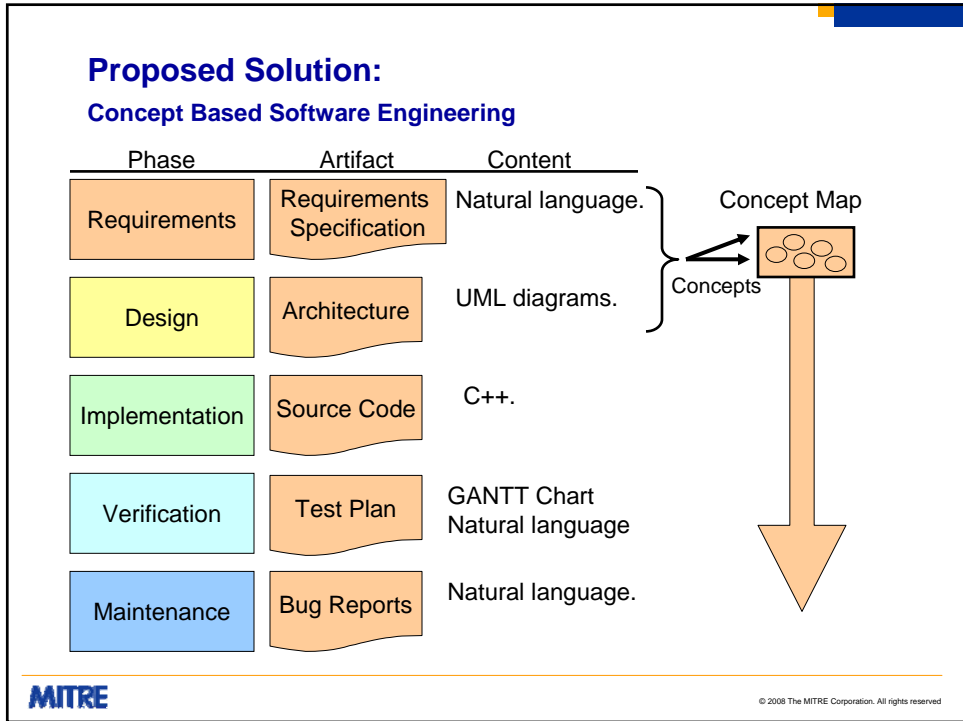 Proposed Solution:
Concept Based Software Engineering
Phase Artifact Content
Requirements
Requirements
Specification
Natural language.
Concept Map
Concepts
Design
Architecture
UML diagrams.
Implementation
Source Code
C++.
Verification
Test Plan
GANTT Chart
Natural language
Maintenance
Bug Reports
Natural language.
MITRE
© 2008 The MITRE Corporation. All rights reserved